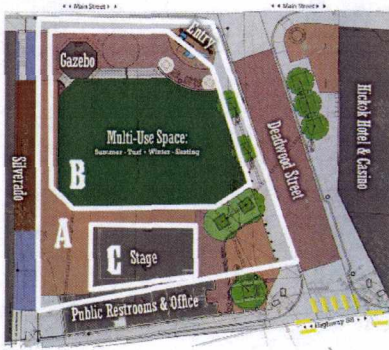 Main Street
Main Street
Entry
Gazebo
Multi-Use Space:
Summer - Turf - Winter - Skating
B
Deadwood Street
Hickok Hotel & Casino
Silverado
A
C Stage
Public Restrooms & Office
Highway